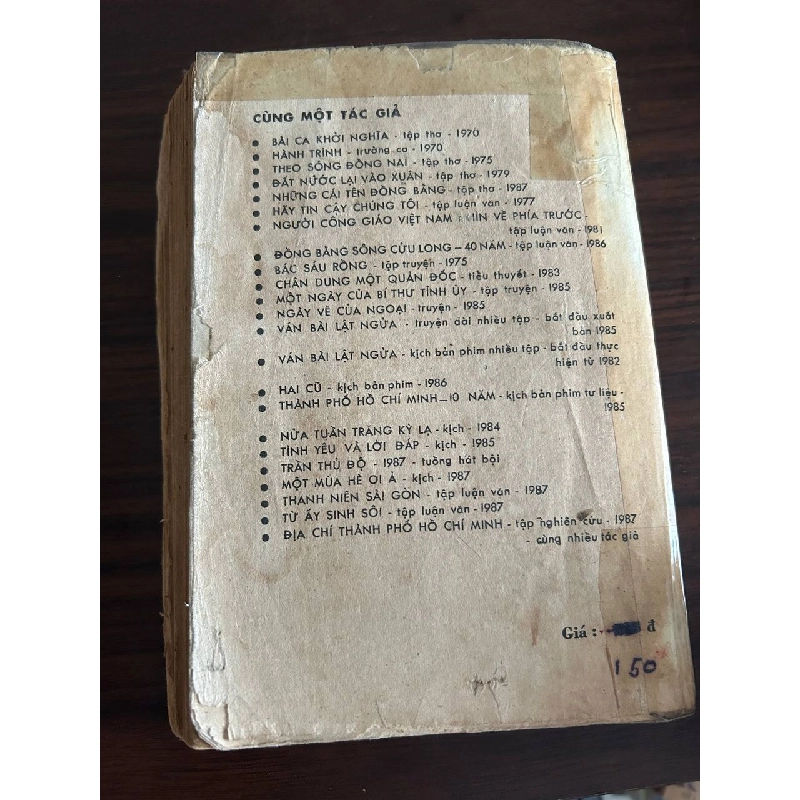 CÙNG MỘT TÁC GIẢ
● BÀI CA KHỞI NGHĨA - tập thơ - 1970
● HÀNH TRÌNH - trường ca - 1970
● THEO SÔNG ĐỒNG NAI - tập thơ - 1975
● ĐẤT NƯỚC LẠI VÀO XUÂN - tập thơ - 1979
● NHỮNG CÁI TÊN ĐỒNG BẰNG - tập thơ - 1987
● HÃY TIN CẬY CHÚNG TÔI - tập luận văn - 1977
● NGƯỜI CÔNG GIÁO VIỆT NAM NHÌN VỀ PHÍA TRƯỚC -
tập luận văn - 1981
● ĐỒNG BẰNG SÔNG CỬU LONG – 40 NĂM - tập luận văn - 1986
● BÁC SÁU RỒNG - tập truyện - 1975
● CHÂN DUNG MỘT QUẢN ĐỐC - tiểu thuyết - 1983
● MỘT NGÀY CỦA BÍ THƯ TỈNH ỦY - tập truyện - 1985
● NGÀY VỀ CỦA NGOẠI - truyện - 1985
● VÁN BÀI LẬT NGỬA - truyện dài nhiều tập - bắt đầu xuất
bản 1985
● VÁN BÀI LẬT NGỬA - kịch bản phim nhiều tập - bắt đầu thực
hiện từ 1982
● HAI CŨ - kịch bản phim - 1986
● THÀNH PHỐ HỒ CHÍ MINH – 10 NĂM - kịch bản phim tư liệu -
1985
● NỬA TUẦN TRĂNG KỲ LẠ - kịch - 1984
● TÌNH YÊU VÀ LỜI ĐÁP - kịch - 1985
● TRẦN THỦ ĐỘ - 1987 - tuồng hát bội
● MỘT MÙA HÈ OI Ả - kịch - 1987
● THANH NIÊN SÀI GÒN - tập luận văn - 1987
● TỪ ẤY SINH SÔI - tập luận văn - 1987
● ĐỊA CHÍ THÀNH PHỐ HỒ CHÍ MINH - tập nghiên cứu - 1987
- cùng nhiều tác giả
Giá : đ
150